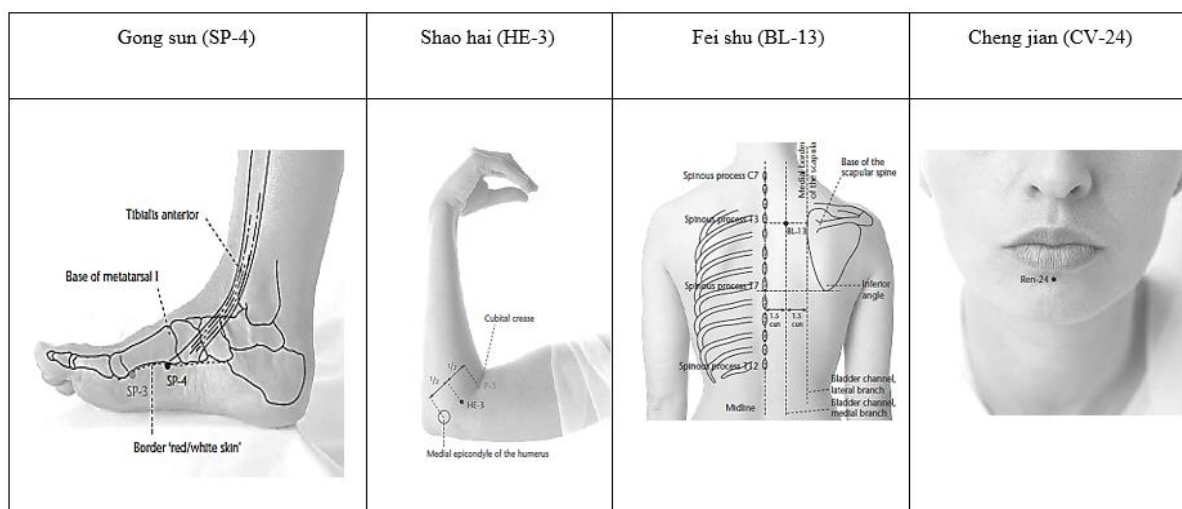 Gong sun (SP-4)
Shao hai (HE-3)
Fei shu (BL-13)
Cheng jian (CV-24)
Tibialis anterior
Base of metatarsal I
SP-3
SP-4
Border 'red/white skin'
Cubital crease
1/2
1/2
P-3
HE-3
Medial epicondyle of the humerus
Medial border
of the scapula
Spinous process C7
Base of the
scapular spine
Spinous process T3
BL-13
Spinous process T7
Inferior
angle
1.5
cun
1.5
cun
Spinous process T12
Bladder channel,
lateral branch
Midline
Bladder channel,
medial branch
Ren-24